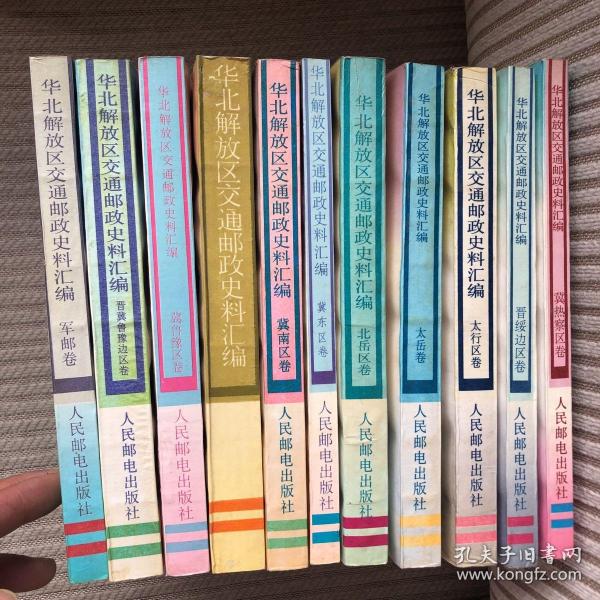 华北解放区交通邮政史料汇编
军邮卷
人民邮电出版社
华北解放区交通邮政史料汇编
晋冀鲁豫边区卷
人民邮电出版社
华北解放区交通邮政史料汇编
冀鲁豫区卷
人民邮电出版社
华北解放区交通邮政史料汇编
华北解放区交通邮政史料汇编
冀南区卷
人民邮电出版社
华北解放区交通邮政史料汇编
冀东区卷
人民邮电出版社
华北解放区交通邮政史料汇编
北岳区卷
人民邮电出版社
华北解放区交通邮政史料汇编
太岳卷
人民邮电出版社
华北解放区交通邮政史料汇编
太行区卷
人民邮电出版社
华北解放区交通邮政史料汇编
晋绥边区卷
人民邮电出版社
华北解放区交通邮政史料汇编
冀热察区卷
人民邮电出版社
孔夫子旧书网
www.kongfz.com